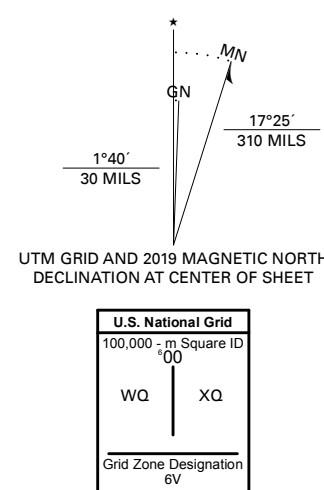 ★
MN
GN
17°25´
310 MILS
1°40´
30 MILS
UTM GRID AND 2019 MAGNETIC NORTH
DECLINATION AT CENTER OF SHEET
U.S. National Grid
100,000 - m Square ID
⁶00
WQ XQ
Grid Zone Designation
6V